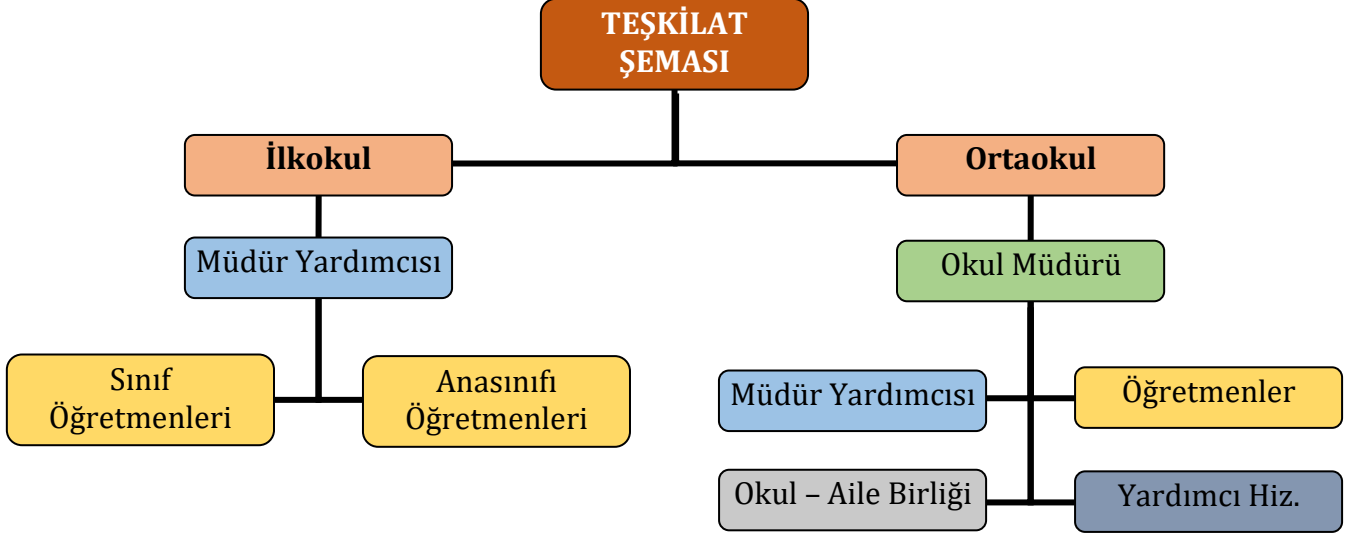 TEŞKİLAT
ŞEMASI
İlkokul
Ortaokul
Müdür Yardımcısı
Okul Müdürü
Sınıf
Öğretmenleri
Anasınıfı
Öğretmenleri
Müdür Yardımcısı
Öğretmenler
Okul – Aile Birliği
Yardımcı Hiz.